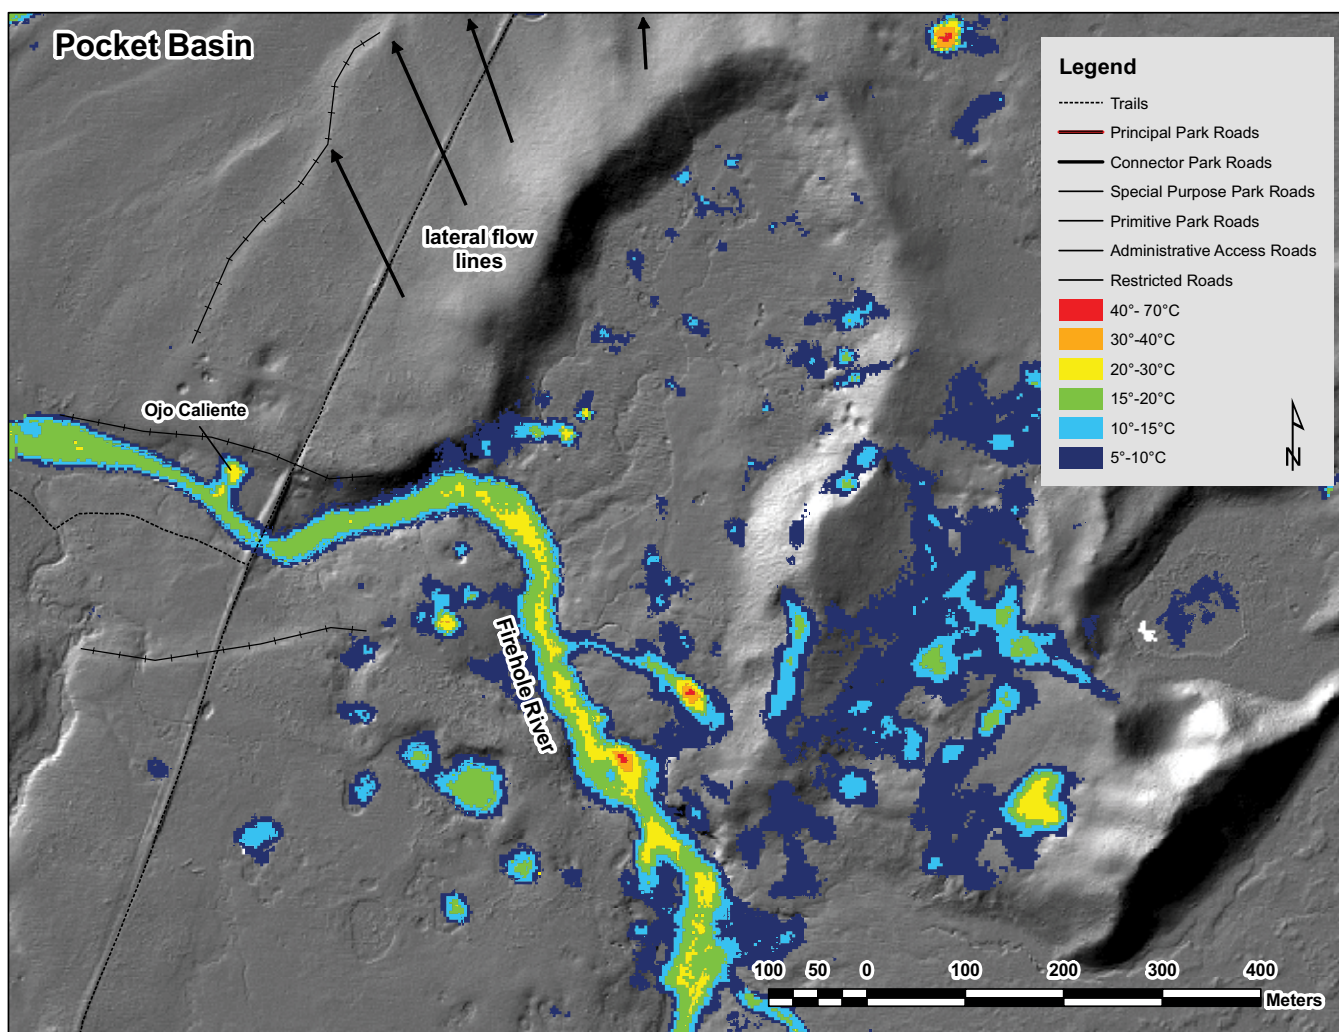 Pocket Basin
Legend
Trails
Principal Park Roads
Connector Park Roads
Special Purpose Park Roads
Primitive Park Roads
Administrative Access Roads
Restricted Roads
40°- 70°C
30°-40°C
20°-30°C
15°-20°C
10°-15°C
5°-10°C
N
lateral flow
lines
Ojo Caliente
Firehole River
100 50 0 100 200 300 400
Meters